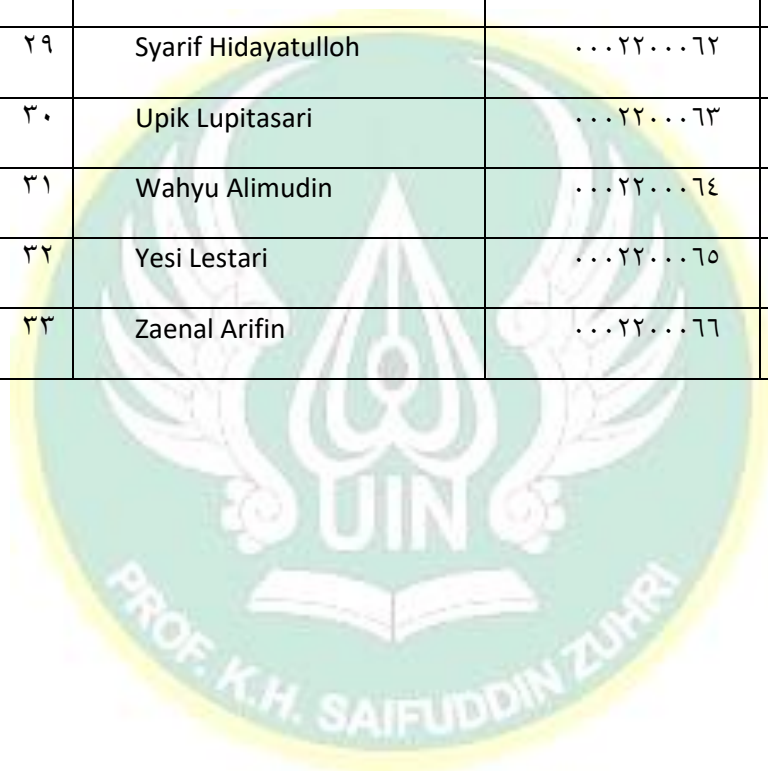 ٢٩ Syarif Hidayatulloh ٠٠٠٢٢٠٠٠٦٢
٣٠ Upik Lupitasari ٠٠٠٢٢٠٠٠٦٣
٣١ Wahyu Alimudin ٠٠٠٢٢٠٠٠٦٤
٣٢ Yesi Lestari ٠٠٠٢٢٠٠٠٦٥
٣٣ Zaenal Arifin ٠٠٠٢٢٠٠٠٦٦
UIN
PROF. K.H. SAIFUDDIN ZUHRI